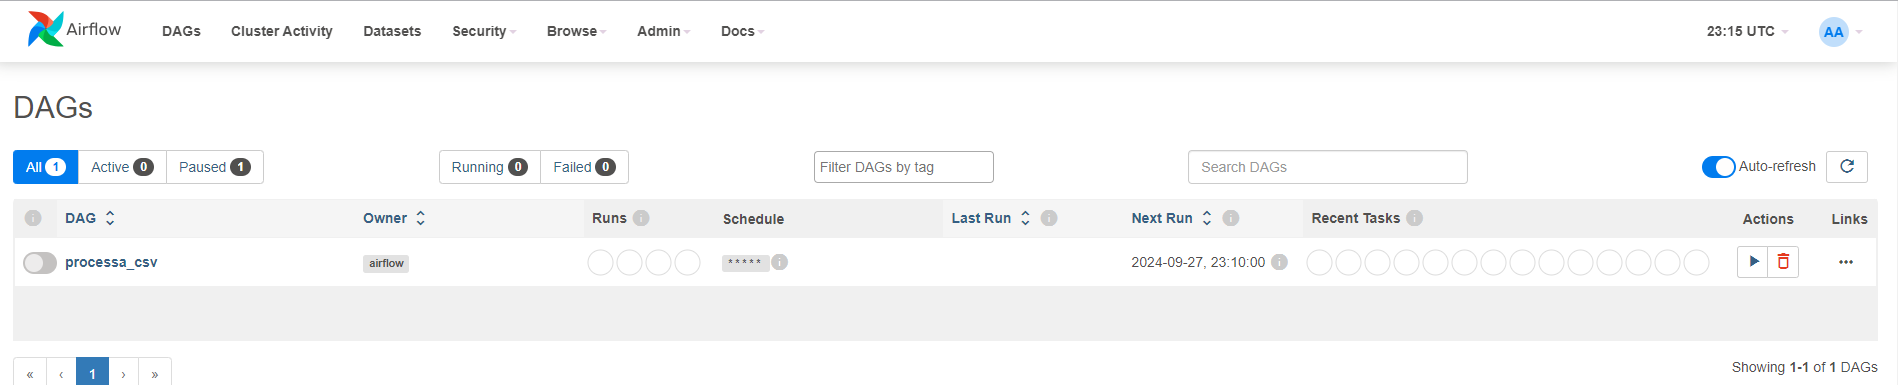 Airflow DAGs Cluster Activity Datasets Security Browse Admin Docs 23:15 UTC AA
DAGs
All 1 Active 0 Paused 1 Running 0 Failed 0 Filter DAGs by tag Search DAGs Auto-refresh
DAG Owner Runs Schedule Last Run Next Run Recent Tasks Actions Links
processa_csv airflow * * * * * 2024-09-27, 23:10:00
« ‹ 1 › » Showing 1-1 of 1 DAGs